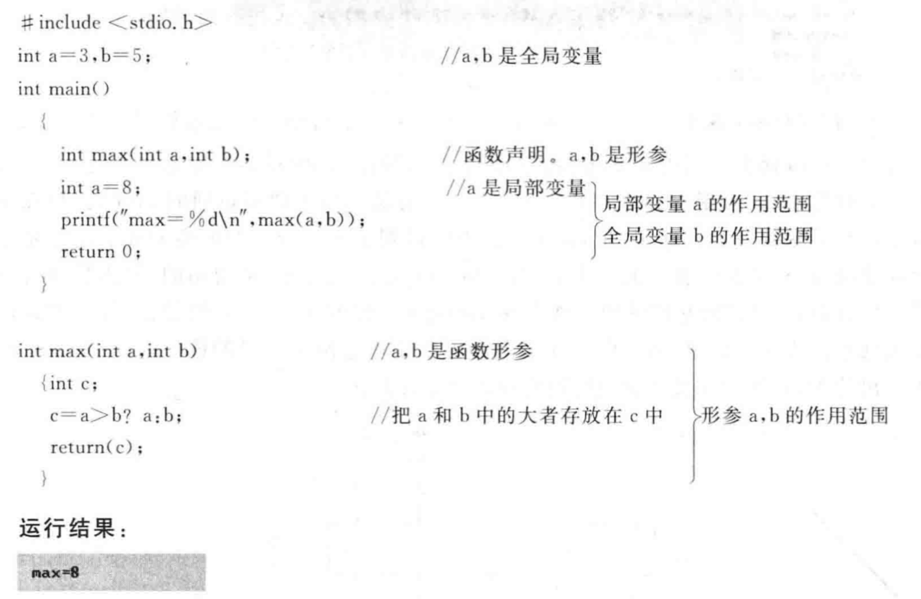 #include <stdio.h>
int a=3,b=5; //a,b是全局变量
int main()
{
int max(int a,int b); //函数声明。a,b是形参
int a=8; //a是局部变量
局部变量a的作用范围
printf("max=%d\n",max(a,b));
全局变量b的作用范围
return 0;
}
int max(int a,int b) //a,b是函数形参
{int c;
c=a>b? a:b; //把a和b中的大者存放在c中 形参a,b的作用范围
return(c);
}
运行结果:
max=8